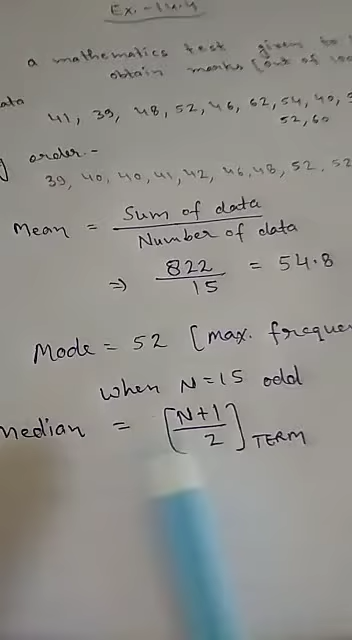 Ex.-14.4
a mathematics test given to
obtain marks (out of 100
ata
41, 39, 48, 52, 46, 62, 54, 40,
52, 60
order.-
39, 40, 40, 41, 42, 46, 48, 52, 52
Mean = Sum of data
Number of data
⇒ 822/15 = 54.8
Mode = 52 [max. freque
when N=15 odd
median = [N+1/2] TERM